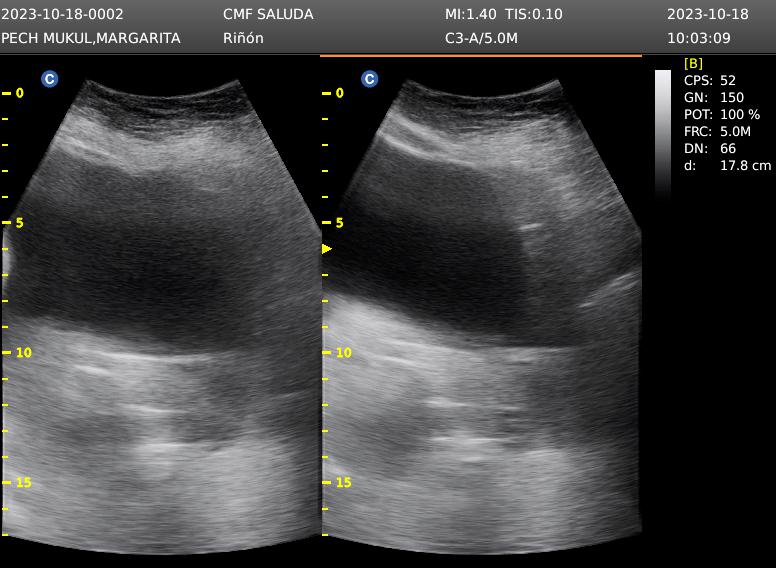 2023-10-18-0002 CMF SALUDA MI:1.40 TIS:0.10 2023-10-18
PECH MUKUL,MARGARITA Riñón C3-A/5.0M 10:03:09
[B]
CPS: 52
GN: 150
POT: 100 %
FRC: 5.0M
DN: 66
d: 17.8 cm
C
0
5
10
15
C
0
5
10
15